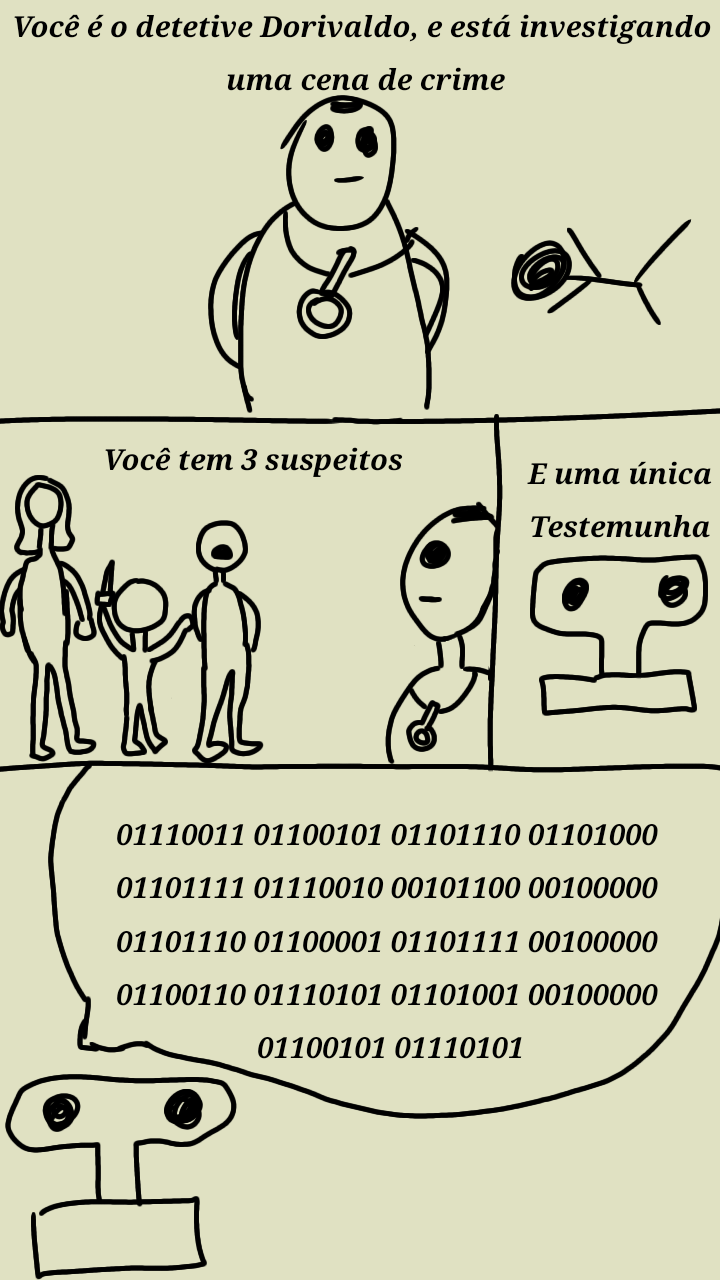 Você é o detetive Dorivaldo, e está investigando
uma cena de crime
Você tem 3 suspeitos
E uma única
Testemunha
01110011 01100101 01101110 01101000
01101111 01110010 00101100 00100000
01101110 01100001 01101111 00100000
01100110 01110101 01101001 00100000
01100101 01110101